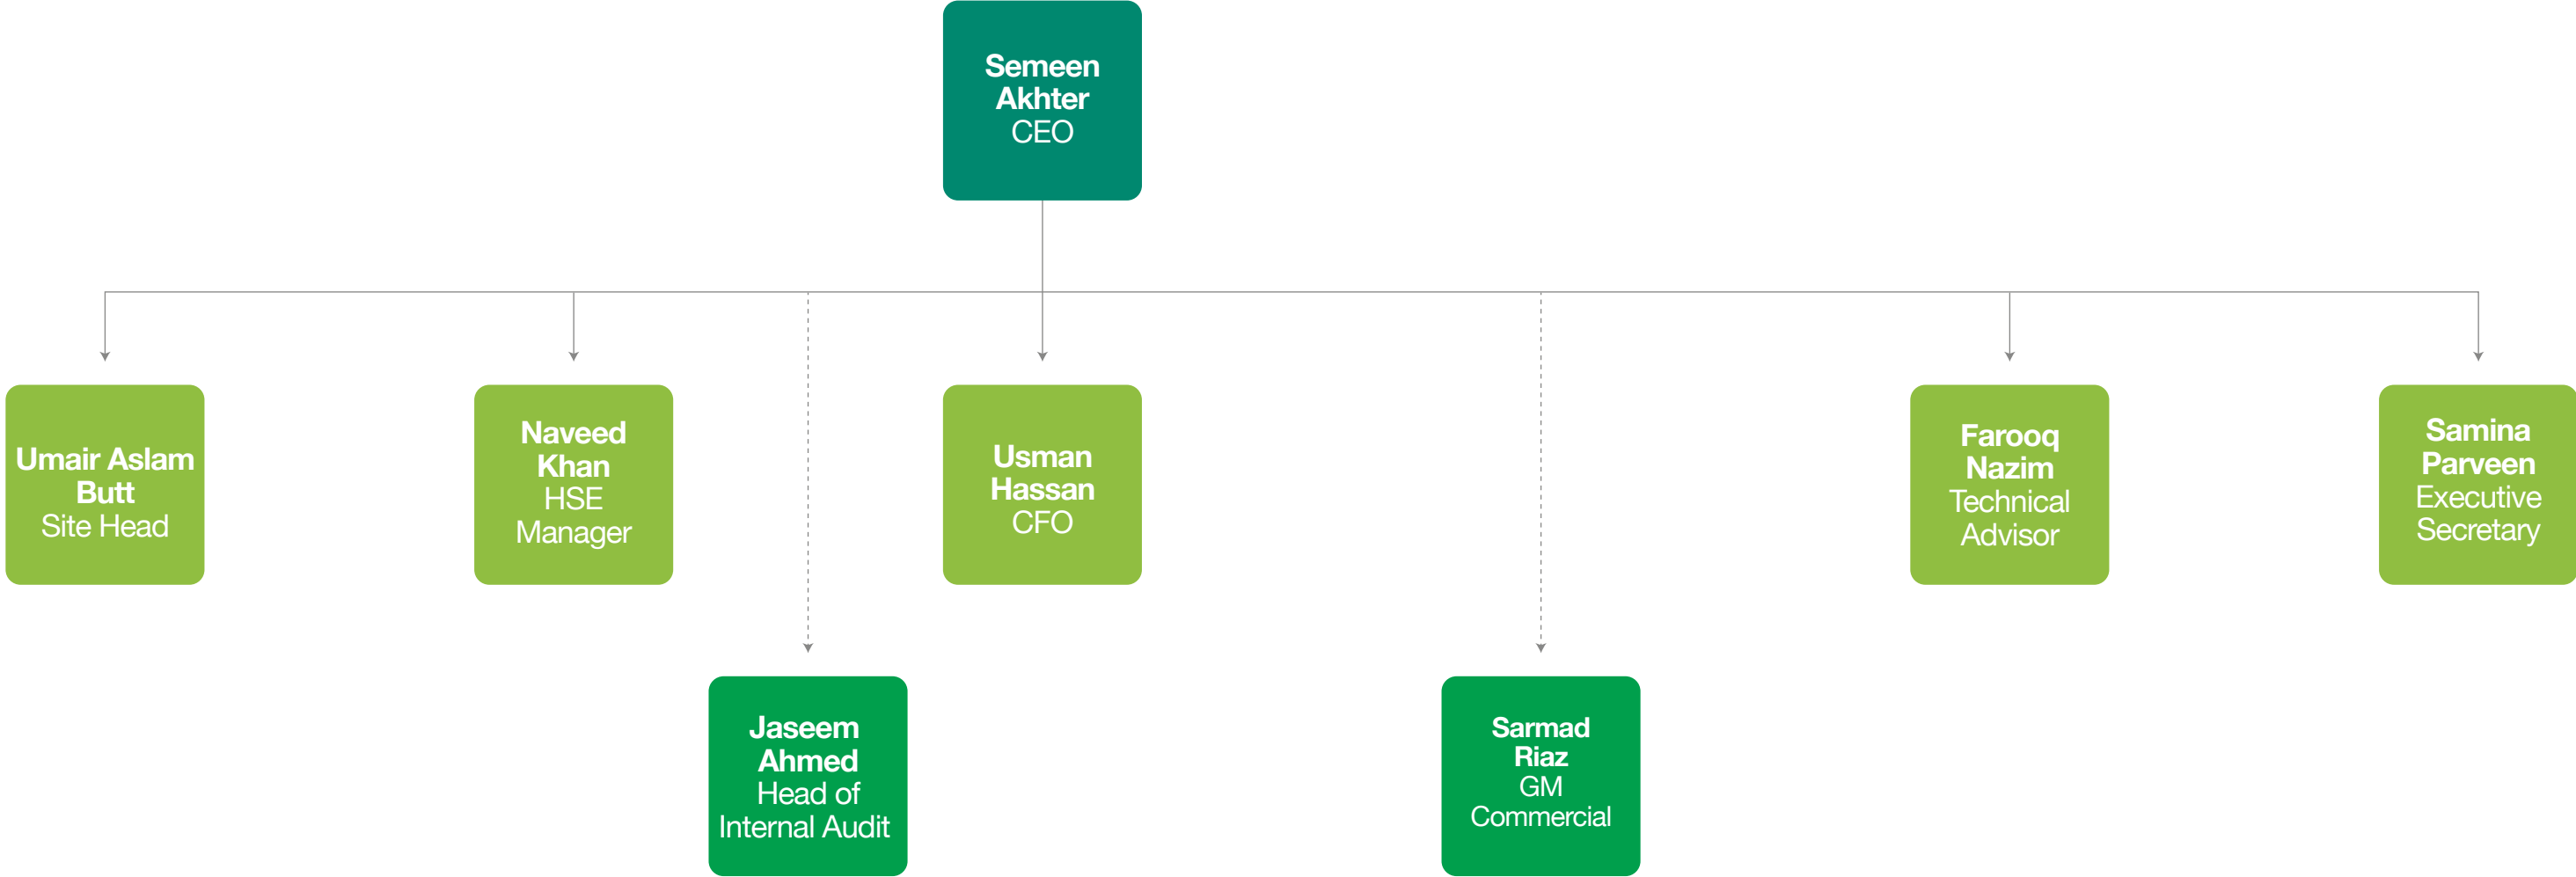 Semeen
Akhter
CEO
Umair Aslam
Butt
Site Head
Naveed
Khan
HSE
Manager
Usman
Hassan
CFO
Farooq
Nazim
Technical
Advisor
Samina
Parveen
Executive
Secretary
Jaseem
Ahmed
Head of
Internal Audit
Sarmad
Riaz
GM
Commercial